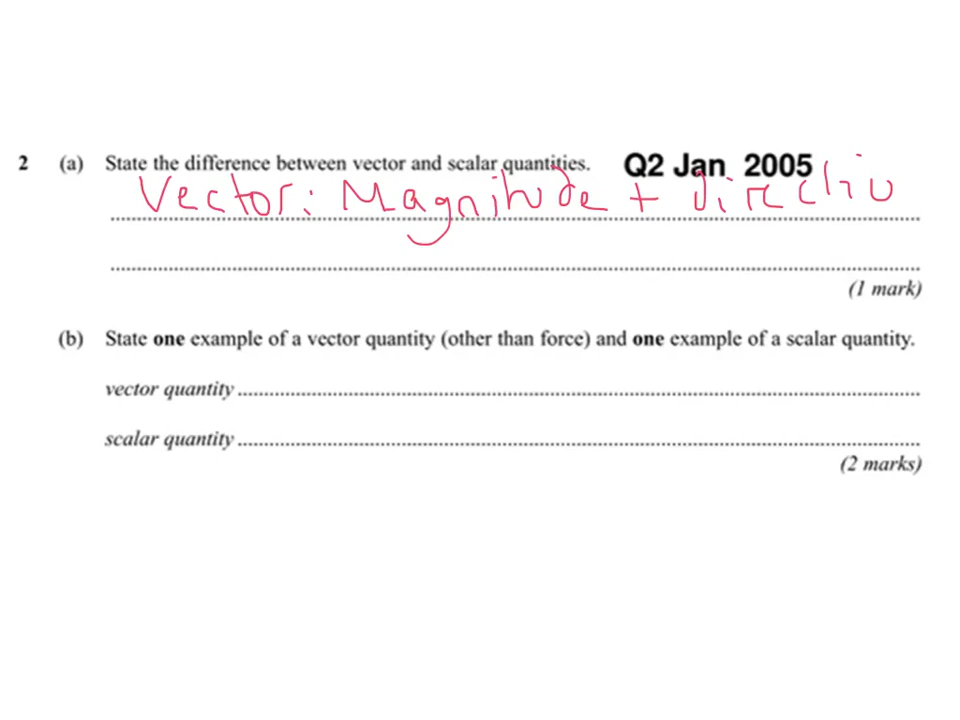 2 (a) State the difference between vector and scalar quantities. Q2 Jan 2005
Vector: Magnitude + directio
(1 mark)
(b) State one example of a vector quantity (other than force) and one example of a scalar quantity.
vector quantity
scalar quantity
(2 marks)